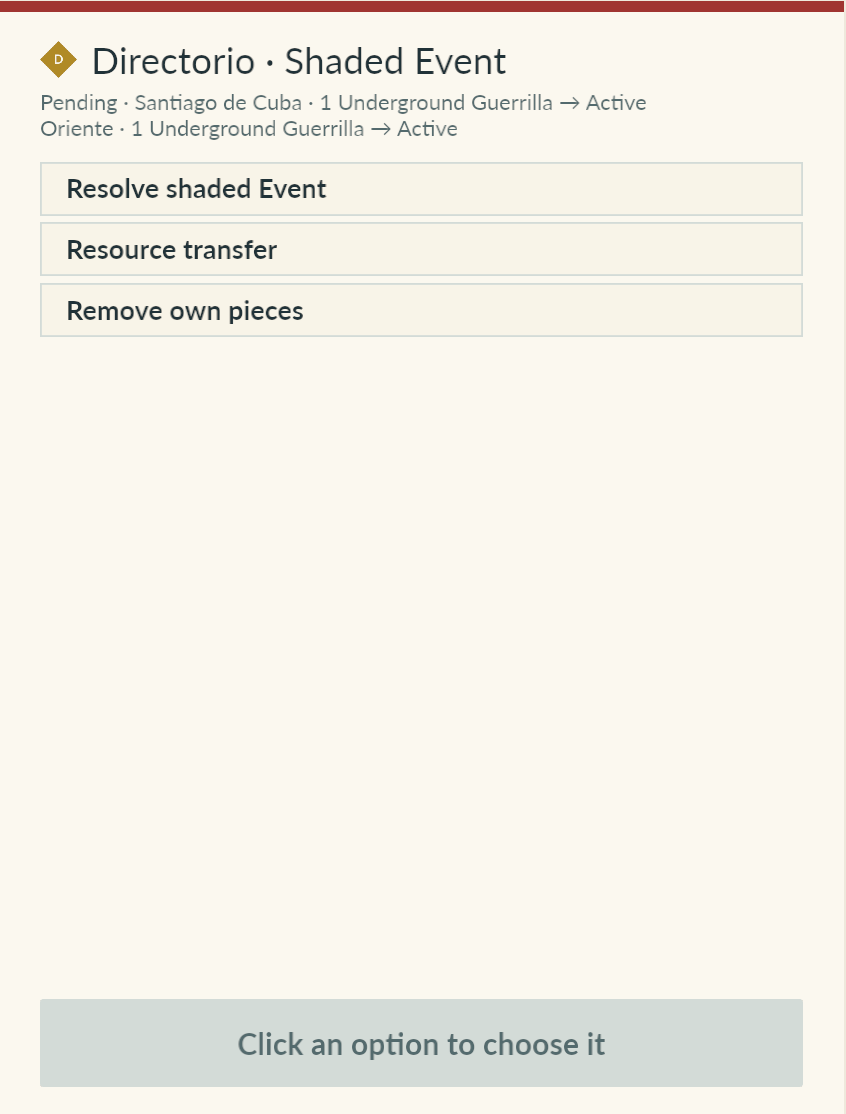 D
Directorio · Shaded Event
Pending · Santiago de Cuba · 1 Underground Guerrilla → Active
Oriente · 1 Underground Guerrilla → Active
Resolve shaded Event
Resource transfer
Remove own pieces
Click an option to choose it